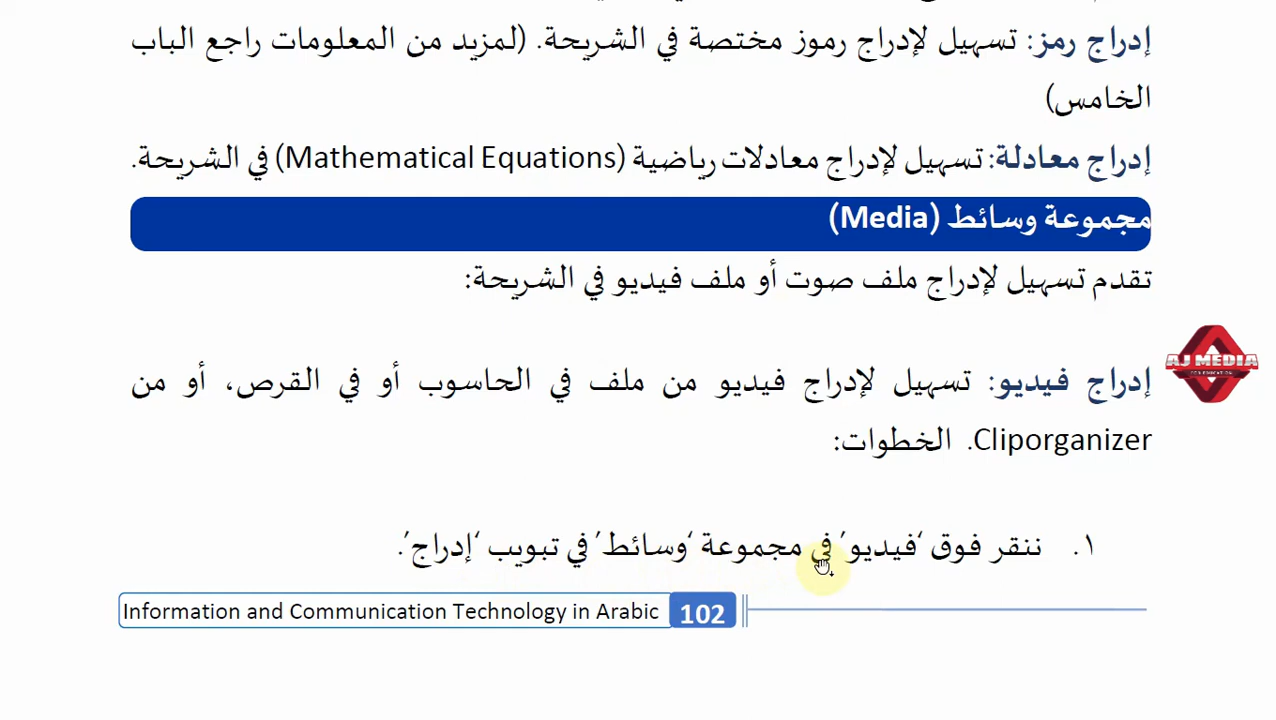 إدراج رمز: تسهيل لإدراج رموز مختصة في الشريحة. (لمزيد من المعلومات راجع الباب
الخامس)
إدراج معادلة: تسهيل لإدراج معادلات رياضية (Mathematical Equations) في الشريحة.
مجموعة وسائط (Media)
تقدم تسهيل لإدراج ملف صوت أو ملف فيديو في الشريحة:
إدراج فيديو: تسهيل لإدراج فيديو من ملف في الحاسوب أو في القرص، أو من
Cliporganizer. الخطوات:
١. ننقر فوق ‘فيديو’ في مجموعة ‘وسائط’ في تبويب ‘إدراج’.
Information and Communication Technology in Arabic 102
AJ MEDIA
FOR EDUCATION